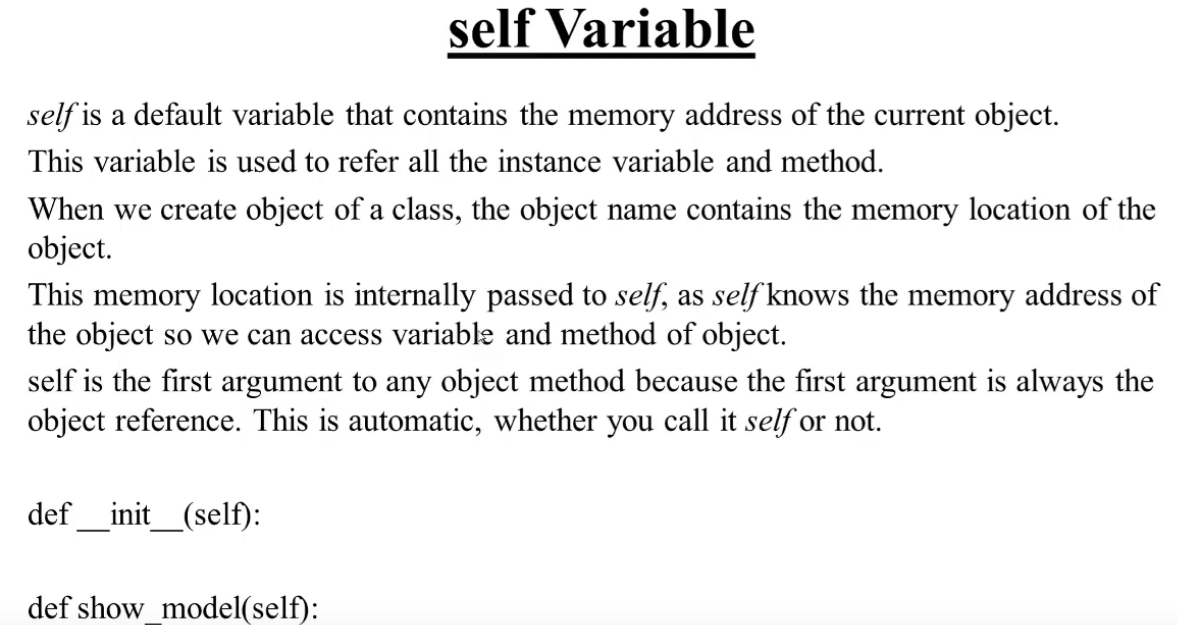 self Variable
self is a default variable that contains the memory address of the current object.
This variable is used to refer all the instance variable and method.
When we create object of a class, the object name contains the memory location of the
object.
This memory location is internally passed to self, as self knows the memory address of
the object so we can access variable and method of object.
self is the first argument to any object method because the first argument is always the
object reference. This is automatic, whether you call it self or not.
def __init__(self):
def show_model(self):